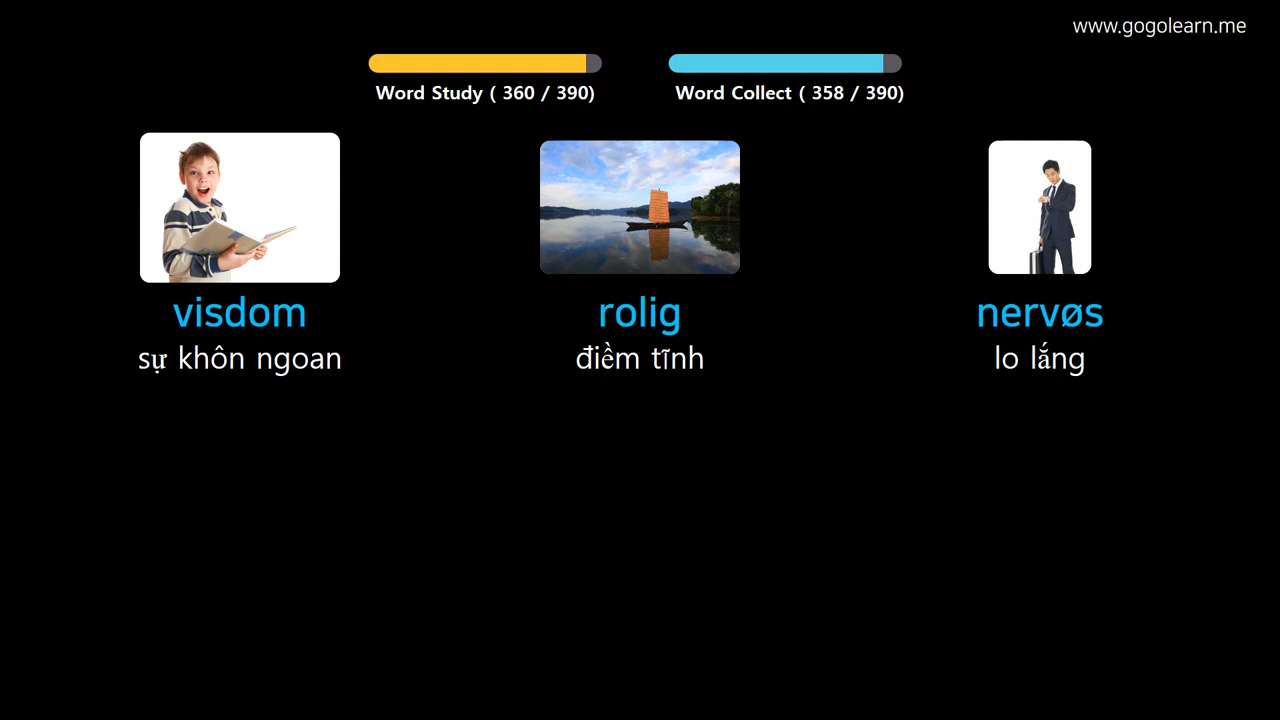 www.gogolearn.me
Word Study ( 360 / 390)
Word Collect ( 358 / 390)
visdom
rolig
nervøs
sự khôn ngoan
điềm tĩnh
lo lắng